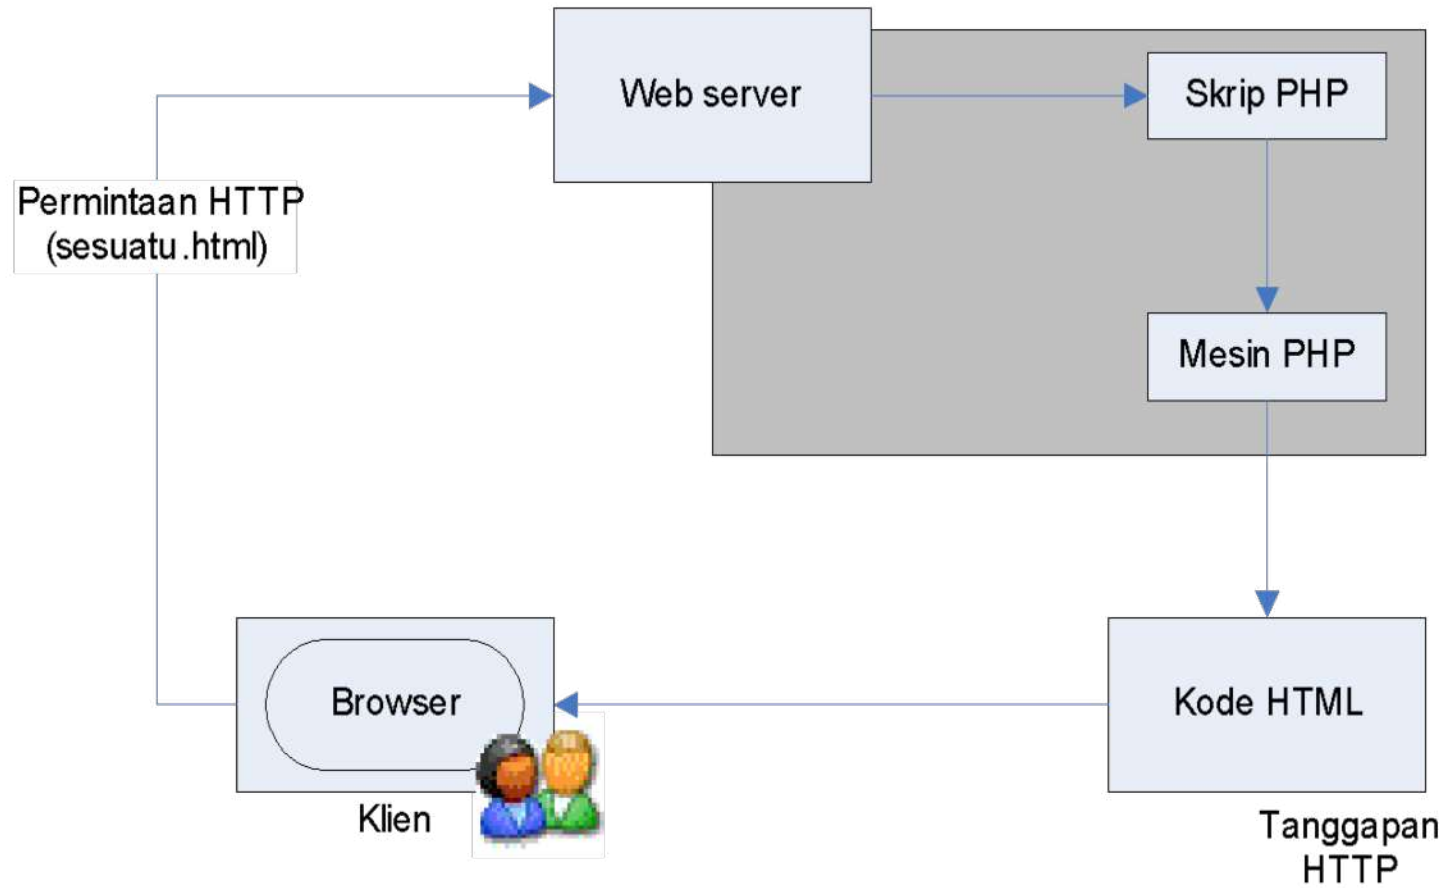 Web server
Skrip PHP
Permintaan HTTP
(sesuatu.html)
Mesin PHP
Browser
Kode HTML
Klien
Tanggapan
HTTP